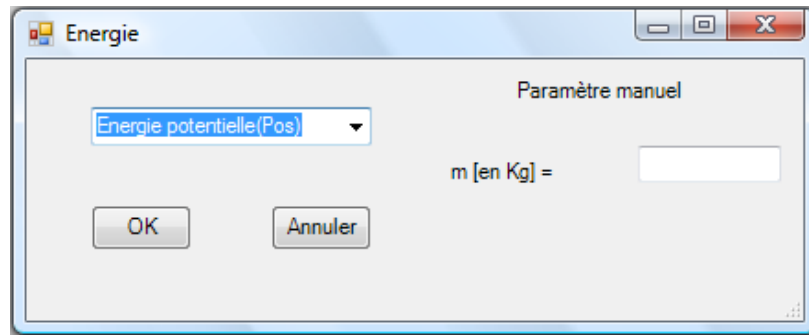 Energie
Paramètre manuel
Energie potentielle(Pos)
m [en Kg] =
OK
Annuler